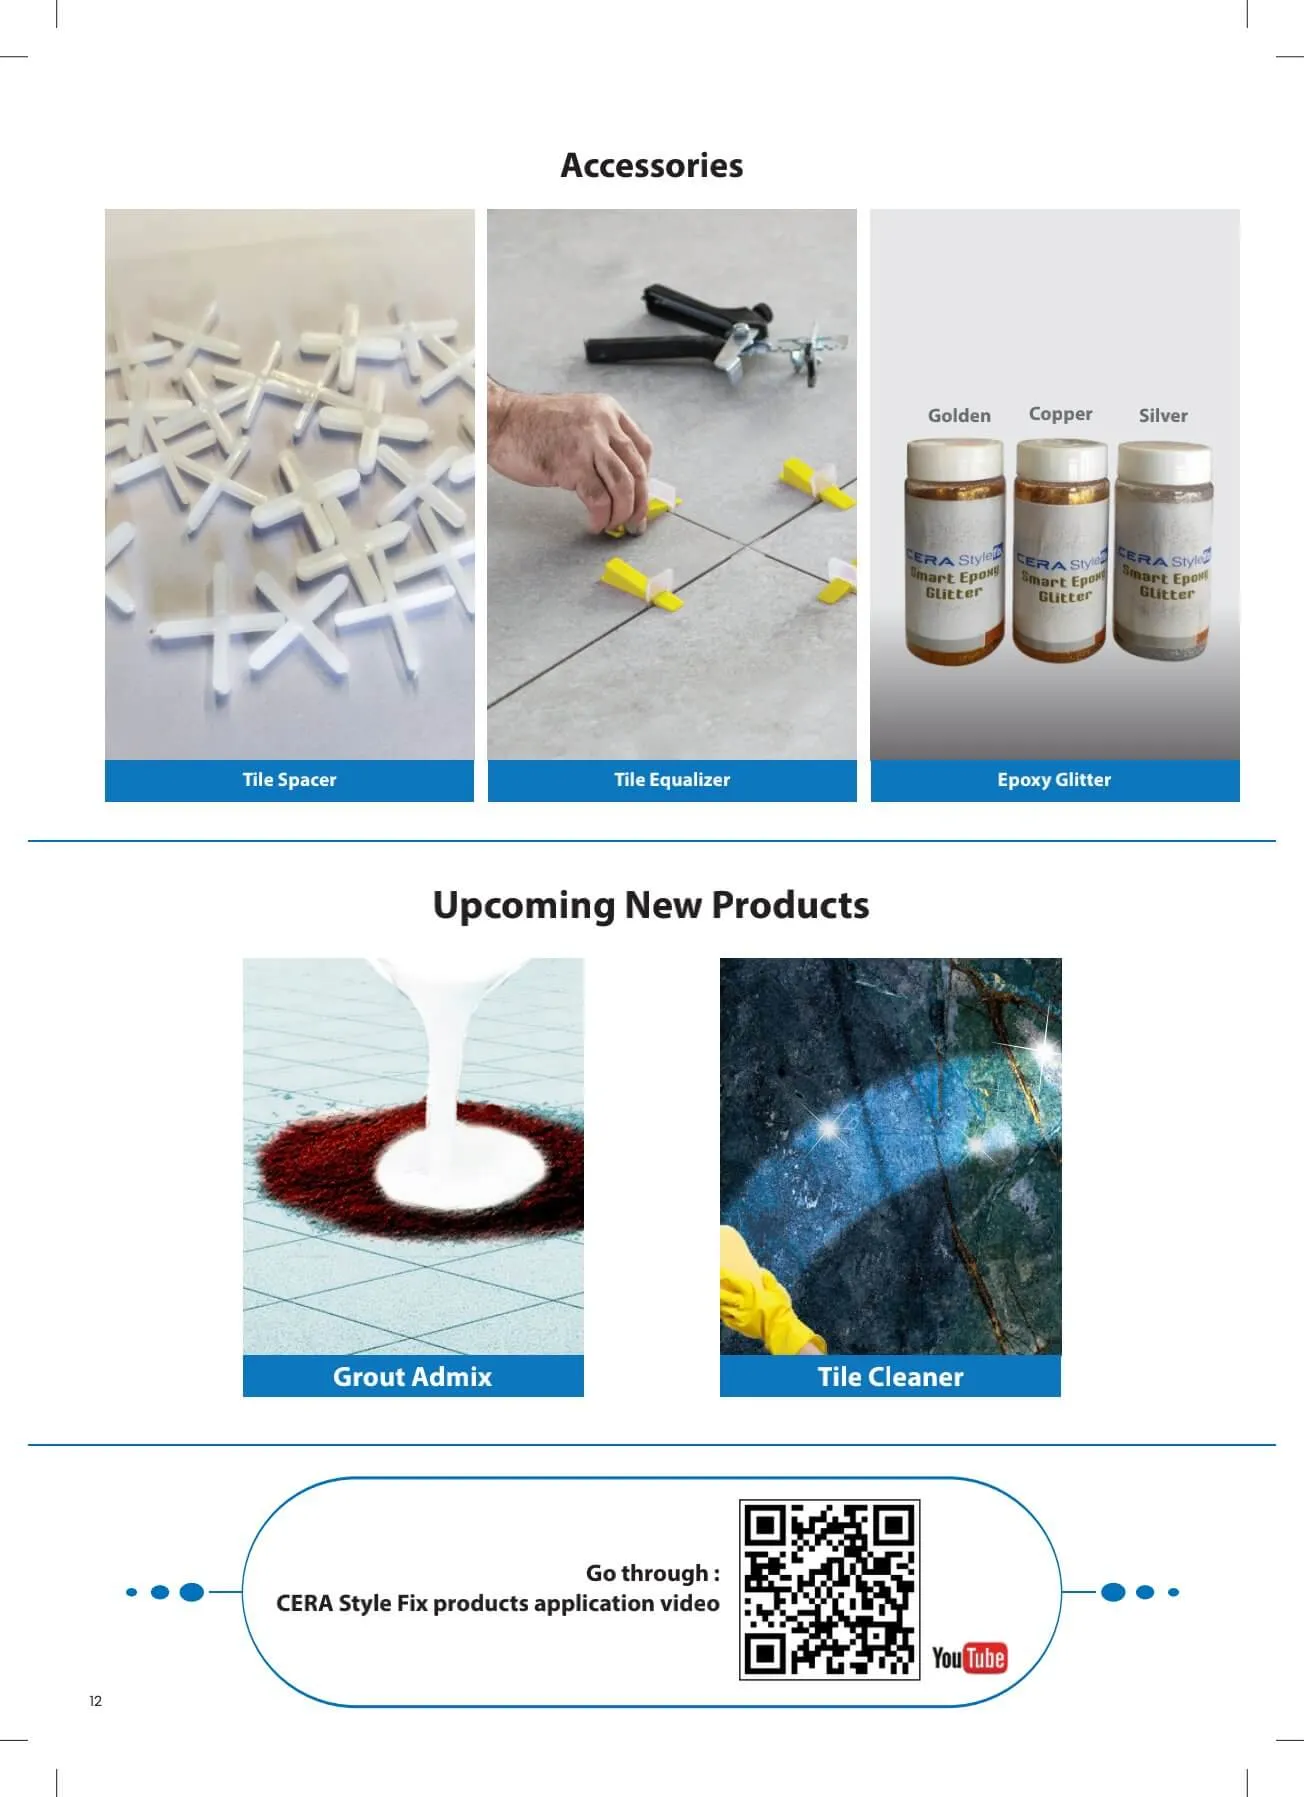 Accessories
Golden
Copper
Silver
CERA Style
Smart Epoxy
Glitter
CERA Style
Smart Epoxy
Glitter
CERA Style
Smart Epoxy
Glitter
Tile Spacer
Tile Equalizer
Epoxy Glitter
Upcoming New Products
Grout Admix
Tile Cleaner
Go through :
CERA Style Fix products application video
YouTube
12